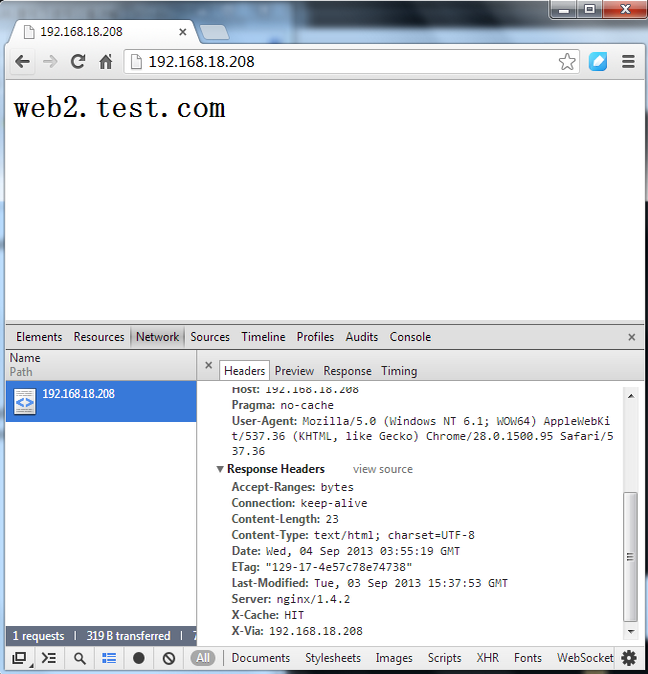 192.168.18.208
192.168.18.208
web2.test.com
Elements Resources Network Sources Timeline Profiles Audits Console
Name
Path
192.168.18.208
Headers Preview Response Timing
Host: 192.168.18.208
Pragma: no-cache
User-Agent: Mozilla/5.0 (Windows NT 6.1; WOW64) AppleWebKi
t/537.36 (KHTML, like Gecko) Chrome/28.0.1500.95 Safari/5
37.36
Response Headers view source
Accept-Ranges: bytes
Connection: keep-alive
Content-Length: 23
Content-Type: text/html; charset=UTF-8
Date: Wed, 04 Sep 2013 03:55:19 GMT
ETag: "129-17-4e57c78e74738"
Last-Modified: Tue, 03 Sep 2013 15:37:53 GMT
Server: nginx/1.4.2
X-Cache: HIT
X-Via: 192.168.18.208
1 requests | 319 B transferred |
All Documents Stylesheets Images Scripts XHR Fonts WebSocket